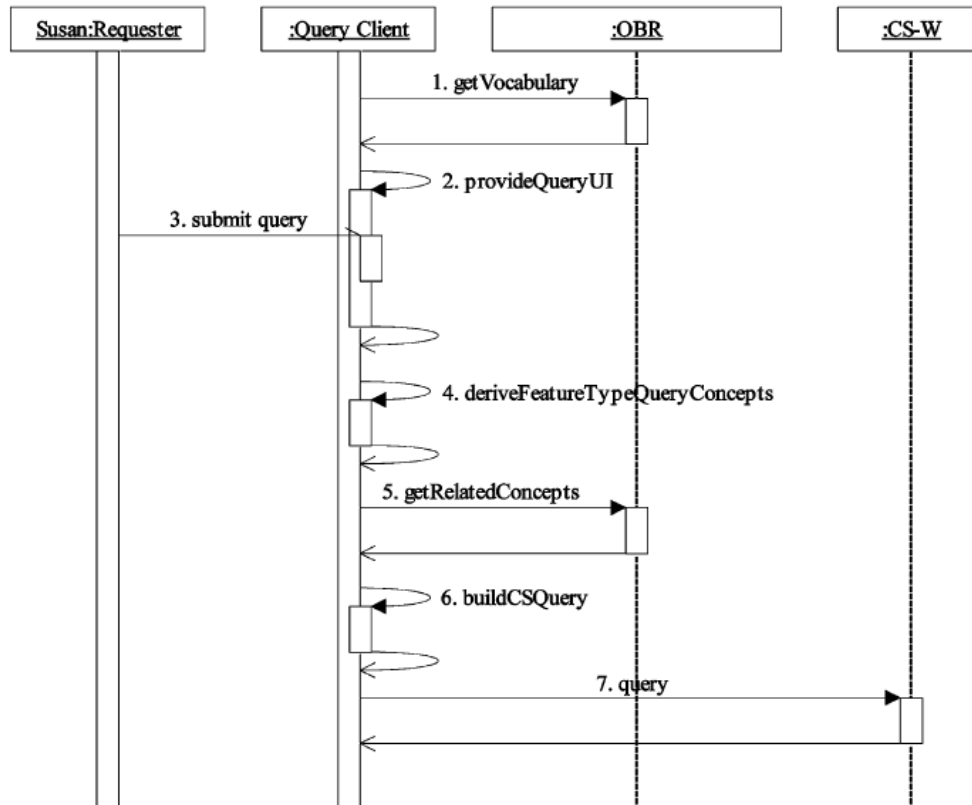 Susan:Requester
:Query Client
:OBR
:CS-W
1. getVocabulary
2. provideQueryUI
3. submit query
4. deriveFeatureTypeQueryConcepts
5. getRelatedConcepts
6. buildCSQuery
7. query